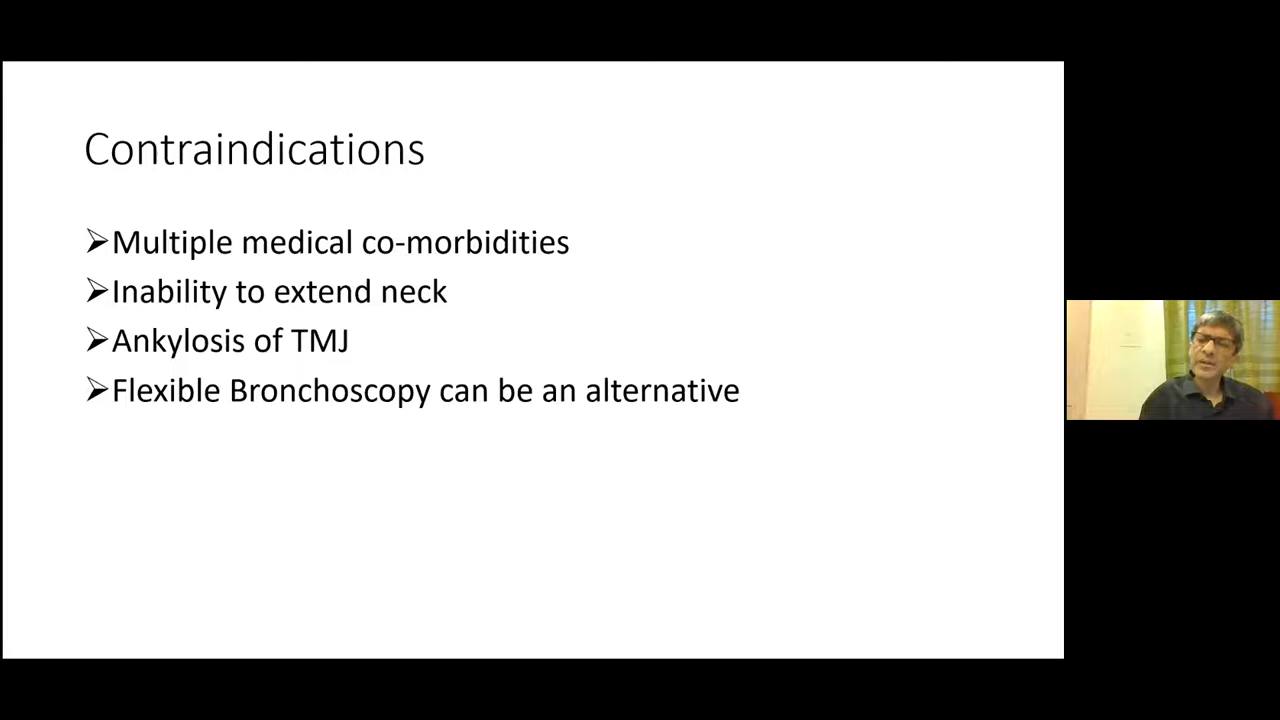 Contraindications
➢Multiple medical co-morbidities
➢Inability to extend neck
➢Ankylosis of TMJ
➢Flexible Bronchoscopy can be an alternative